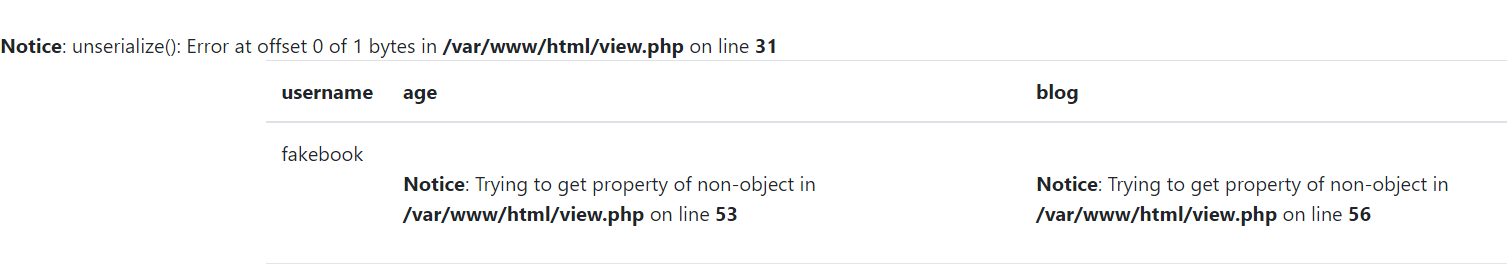 Notice: unserialize(): Error at offset 0 of 1 bytes in /var/www/html/view.php on line 31
username age blog
fakebook
Notice: Trying to get property of non-object in
/var/www/html/view.php on line 53
Notice: Trying to get property of non-object in
/var/www/html/view.php on line 56